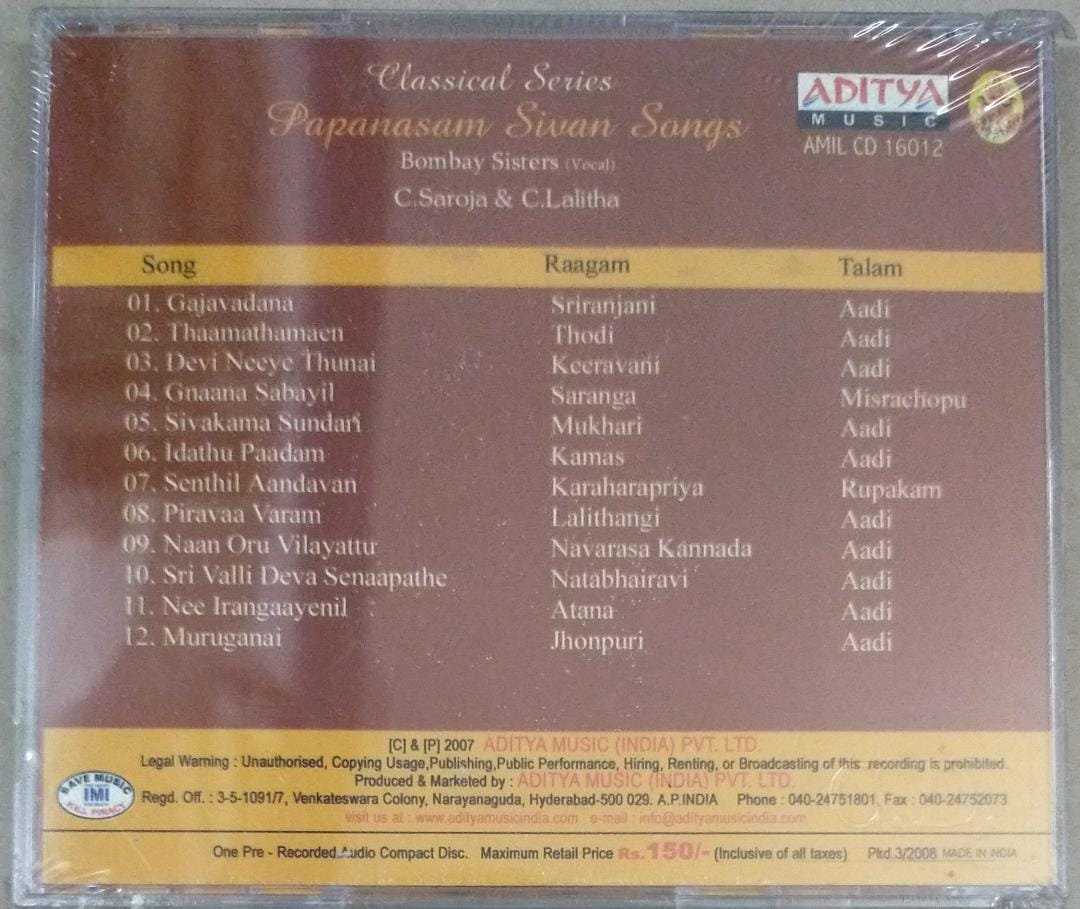 Classical Series
Papanasam Sivan Songs
Bombay Sisters (Vocal)
C.Saroja & C.Lalitha
ADITYA
MUSIC
AMIL CD 16012
Song Raagam Talam
01. Gajavadana Sriranjani Aadi
02. Thaamathamaen Thodi Aadi
03. Devi Neeye Thunai Keeravani Aadi
04. Gnaana Sabayil Saranga Misrachopu
05. Sivakama Sundari Mukhari Aadi
06. Idathu Paadam Kamas Aadi
07. Senthil Aandavan Karaharapriya Rupakam
08. Piravaa Varam Lalithangi Aadi
09. Naan Oru Vilayattu Navarasa Kannada Aadi
10. Sri Valli Deva Senaapathe Natabhairavi Aadi
11. Nee Irangaayenil Atana Aadi
12. Muruganai Jhonpuri Aadi
[C] & [P] 2007 ADITYA MUSIC (INDIA) PVT. LTD.
Legal Warning : Unauthorised, Copying Usage,Publishing,Public Performance, Hiring, Renting, or Broadcasting of this recording is prohibited.
Produced & Marketed by : ADITYA MUSIC (INDIA) PVT. LTD.
Regd. Off. : 3-5-1091/7, Venkateswara Colony, Narayanaguda, Hyderabad-500 029. A.P.INDIA Phone : 040-24751801, Fax : 040-24752073
visit us at : www.adityamusicindia.com e-mail : info@adityamusicindia.com
SAVE MUSIC
IMI
KILL PIRACY
One Pre - Recorded Audio Compact Disc. Maximum Retail Price Rs.150/- (Inclusive of all taxes) Pkd.3/2008 MADE IN INDIA